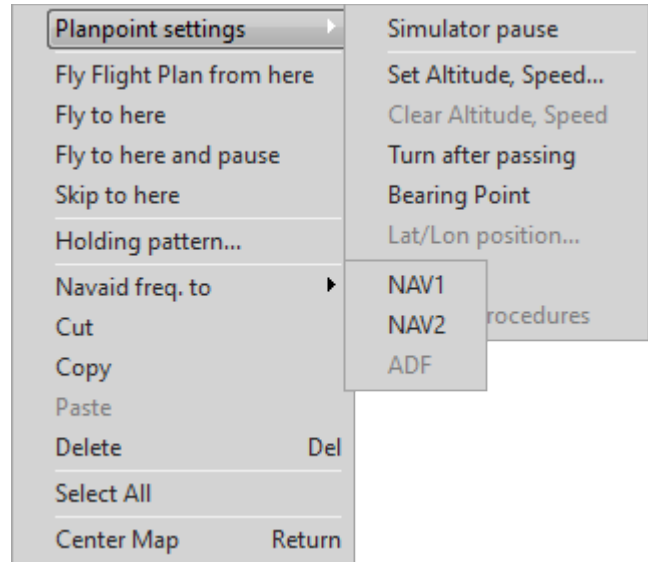 Planpoint settings
Fly Flight Plan from here
Fly to here
Fly to here and pause
Skip to here
Holding pattern...
Navaid freq. to
Cut
Copy
Paste
Delete Del
Select All
Center Map Return
Simulator pause
Set Altitude, Speed...
Clear Altitude, Speed
Turn after passing
Bearing Point
Lat/Lon position...
NAV1
NAV2
ADF